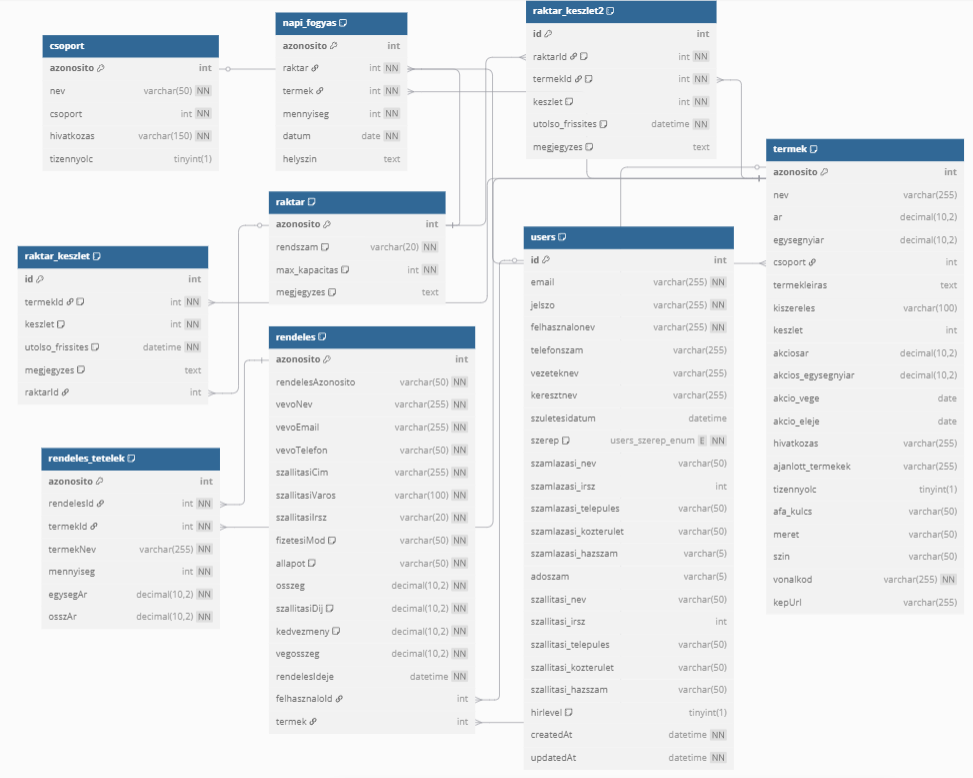 csoport
azonosito int
nev varchar(50) NN
csoport int NN
hivatkozas varchar(150) NN
tizennyolc tinyint(1)
napi_fogyas
azonosito int
raktar int NN
termek int NN
mennyiseg int NN
datum date NN
helyszin text
raktar_keszlet2
id int
raktarId int NN
termekId int NN
keszlet int NN
utolso_frissites datetime NN
megjegyzes text
termek
azonosito int
nev varchar(255)
ar decimal(10,2)
egysegnyiar decimal(10,2)
csoport int
termekleiras text
kiszereles varchar(100)
keszlet int
akciosar decimal(10,2)
akcios_egysegnyiar decimal(10,2)
akcio_vege date
akcio_eleje date
hivatkozas varchar(255)
ajanlott_termekek varchar(255)
tizennyolc tinyint(1)
afa_kulcs varchar(50)
meret varchar(50)
szin varchar(50)
vonalkod varchar(255) NN
kepUrl varchar(255)
raktar
azonosito int
rendszam varchar(20) NN
max_kapacitas int NN
megjegyzes text
raktar_keszlet
id int
termekId int NN
keszlet int NN
utolso_frissites datetime NN
megjegyzes text
raktarId int
users
id int
email varchar(255) NN
jelszo varchar(255) NN
felhasznalonev varchar(255) NN
telefonszam varchar(255)
vezeteknev varchar(255)
keresztnev varchar(255)
szuletesidatum datetime
szerep users_szerep_enum E NN
szamlazasi_nev varchar(50)
szamlazasi_irsz int
szamlazasi_telepules varchar(50)
szamlazasi_kozterulet varchar(50)
szamlazasi_hazszam varchar(5)
adoszam varchar(5)
szallitasi_nev varchar(50)
szallitasi_irsz int
szallitasi_telepules varchar(50)
szallitasi_kozterulet varchar(50)
szallitasi_hazszam varchar(50)
hirlevel tinyint(1)
createdAt datetime NN
updatedAt datetime NN
rendeles
azonosito int
rendelesAzonosito varchar(50) NN
vevoNev varchar(255) NN
vevoEmail varchar(255) NN
vevoTelefon varchar(50) NN
szallitasiCim varchar(255) NN
szallitasiVaros varchar(100) NN
szallitasiIrsz varchar(20) NN
fizetesiMod varchar(50) NN
allapot varchar(50) NN
osszeg decimal(10,2) NN
szallitasiDij decimal(10,2) NN
kedvezmeny decimal(10,2) NN
vegosszeg decimal(10,2) NN
rendelesIdeje datetime NN
felhasznaloId int
termek int
rendeles_tetelek
azonosito int
rendelesId int NN
termekId int NN
termekNev varchar(255) NN
mennyiseg int NN
egysegAr decimal(10,2) NN
osszAr decimal(10,2) NN